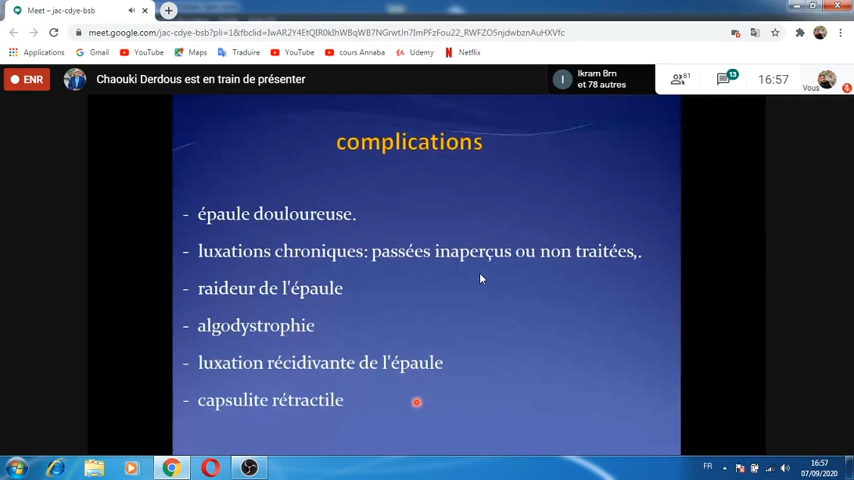 Meet – jac-cdye-bsb
meet.google.com/jac-cdye-bsb?pli=1&fbclid=IwAR2Y4EtQIR0kIhWBqWB7NGrwtJn7ImPFzFou22_RWFZO5njdwbznAuHXVfc
Applications
Gmail
YouTube
Maps
Traduire
YouTube
cours Annaba
Udemy
Netflix
ENR
Chaouki Derdous est en train de présenter
I
Ikram Brn
et 78 autres
81
13
16:57
Vous
complications
- épaule douloureuse.
- luxations chroniques: passées inaperçus ou non traitées,.
- raideur de l'épaule
- algodystrophie
- luxation récidivante de l'épaule
- capsulite rétractile
FR
16:57
07/09/2020